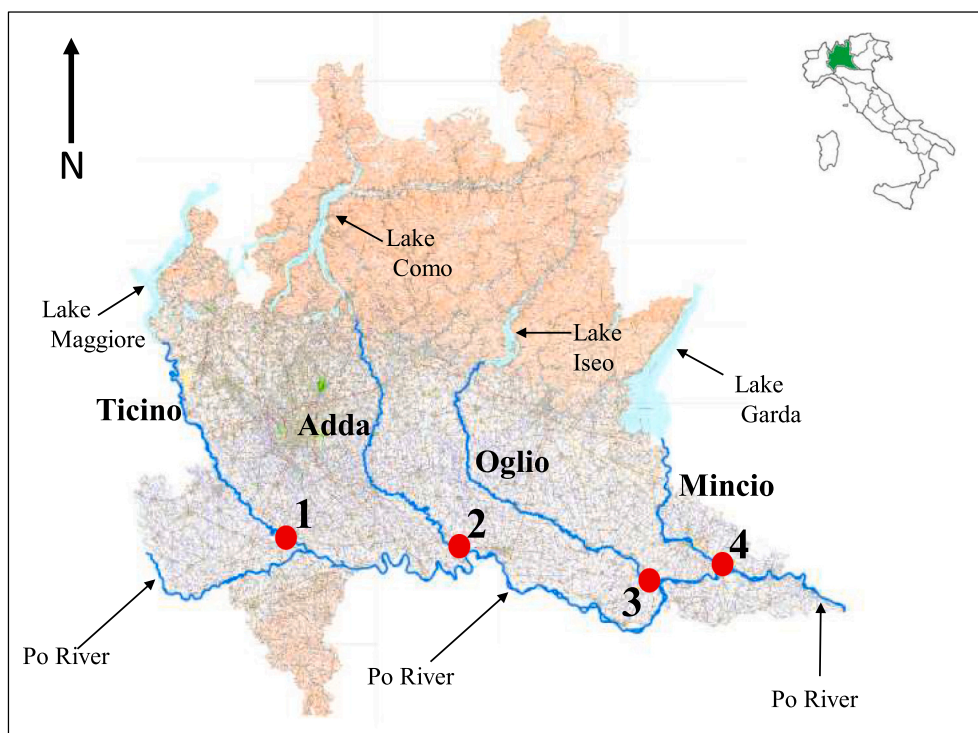 N
Lake
Como
Lake
Maggiore
Lake
Iseo
Lake
Garda
Ticino
Adda
Oglio
Mincio
1
2
3
4
Po River
Po River
Po River